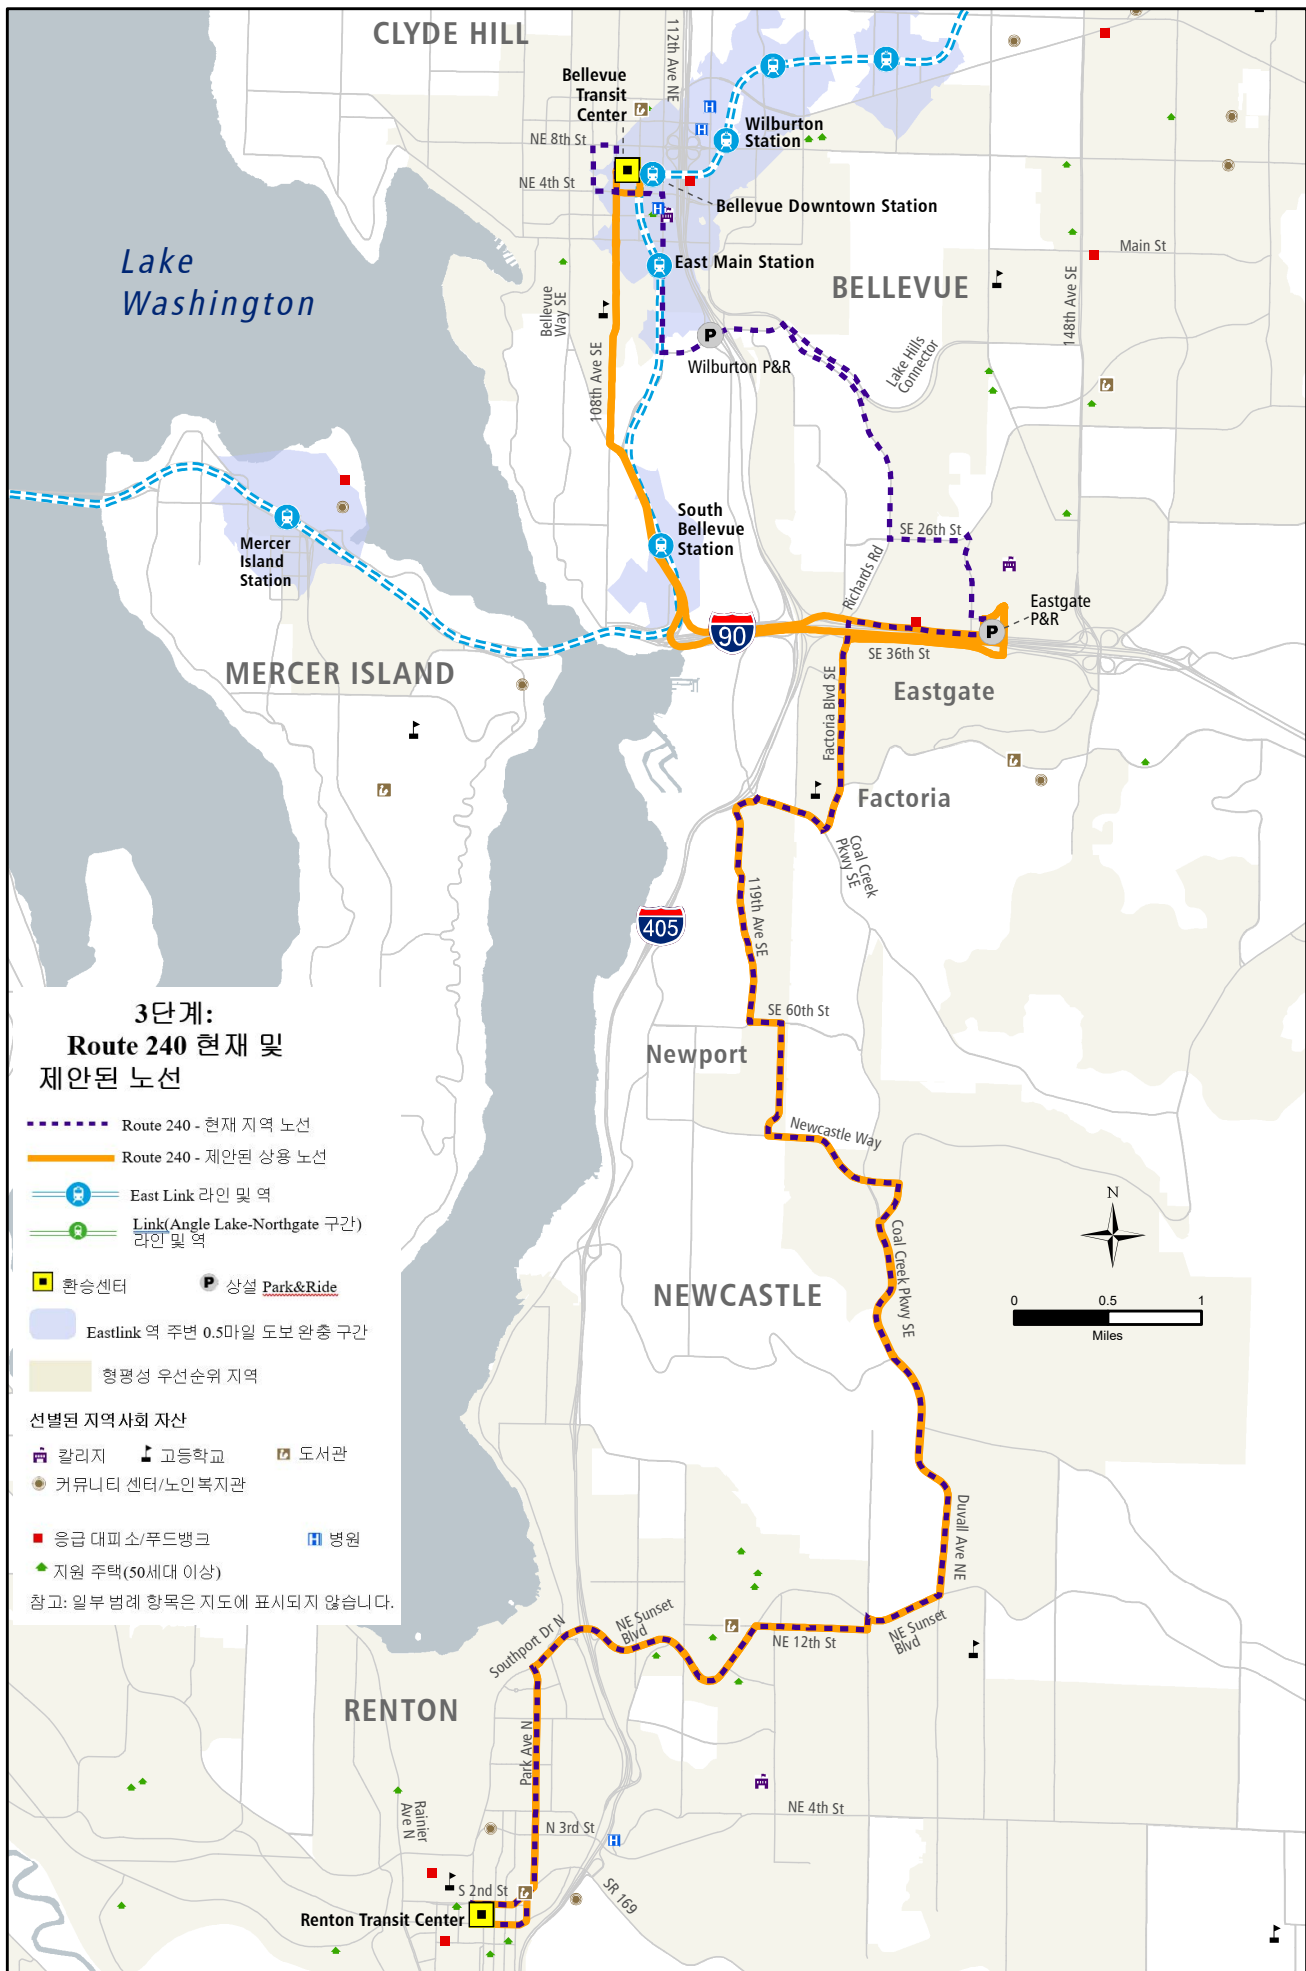 CLYDE HILL
112th Ave NE
Bellevue
Transit
Center
Wilburton
Station
NE 8th St
NE 4th St
Bellevue Downtown Station
Lake
Washington
East Main Station
Main St
BELLEVUE
148th Ave SE
Bellevue
Way SE
108th Ave SE
Wilburton P&R
Lake Hills
Connector
South
Bellevue
Station
Mercer
Island
Station
SE 26th St
Richards Rd
Eastgate
P&R
90
SE 36th St
MERCER ISLAND
Eastgate
Factoria Blvd SE
Factoria
Coal Creek
Pkwy SE
119th Ave SE
405
SE 60th St
Newport
Newcastle Way
Coal Creek Pkwy SE
N
NEWCASTLE
0 0.5 1
Miles
Duvall Ave NE
NE Sunset
Blvd
NE 12th St
NE Sunset
Blvd
Southport Dr N
RENTON
Park Ave N
Rainier
Ave N
NE 4th St
N 3rd St
S 2nd St
SR 169
Renton Transit Center
3단계:
Route 240 현재 및
제안된 노선
Route 240 - 현재 지역 노선
Route 240 - 제안된 상용 노선
East Link 라인 및 역
Link(Angle Lake-Northgate 구간)
라인 및 역
환승센터
P 상설 Park&Ride
Eastlink 역 주변 0.5마일 도보 완충 구간
형평성 우선순위 지역
선별된 지역사회 자산
칼리지 고등학교 도서관
커뮤니티 센터/노인복지관
응급 대피소/푸드뱅크 H 병원
지원 주택(50세대 이상)
참고: 일부 범례 항목은 지도에 표시되지 않습니다.